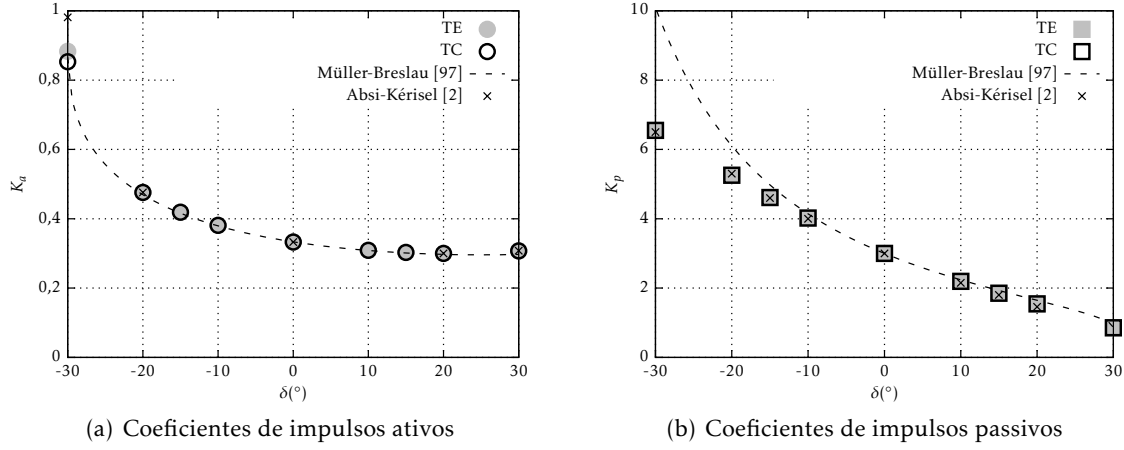 1
0,8
0,6
0,4
0,2
0
-30 -20 -10 0 10 20 30
K_a
δ(°)
TE
TC
Müller-Breslau [97]
Absi-Kérisel [2]
(a) Coeficientes de impulsos ativos
10
8
6
4
2
0
-30 -20 -10 0 10 20 30
K_p
δ(°)
TE
TC
Müller-Breslau [97]
Absi-Kérisel [2]
(b) Coeficientes de impulsos passivos